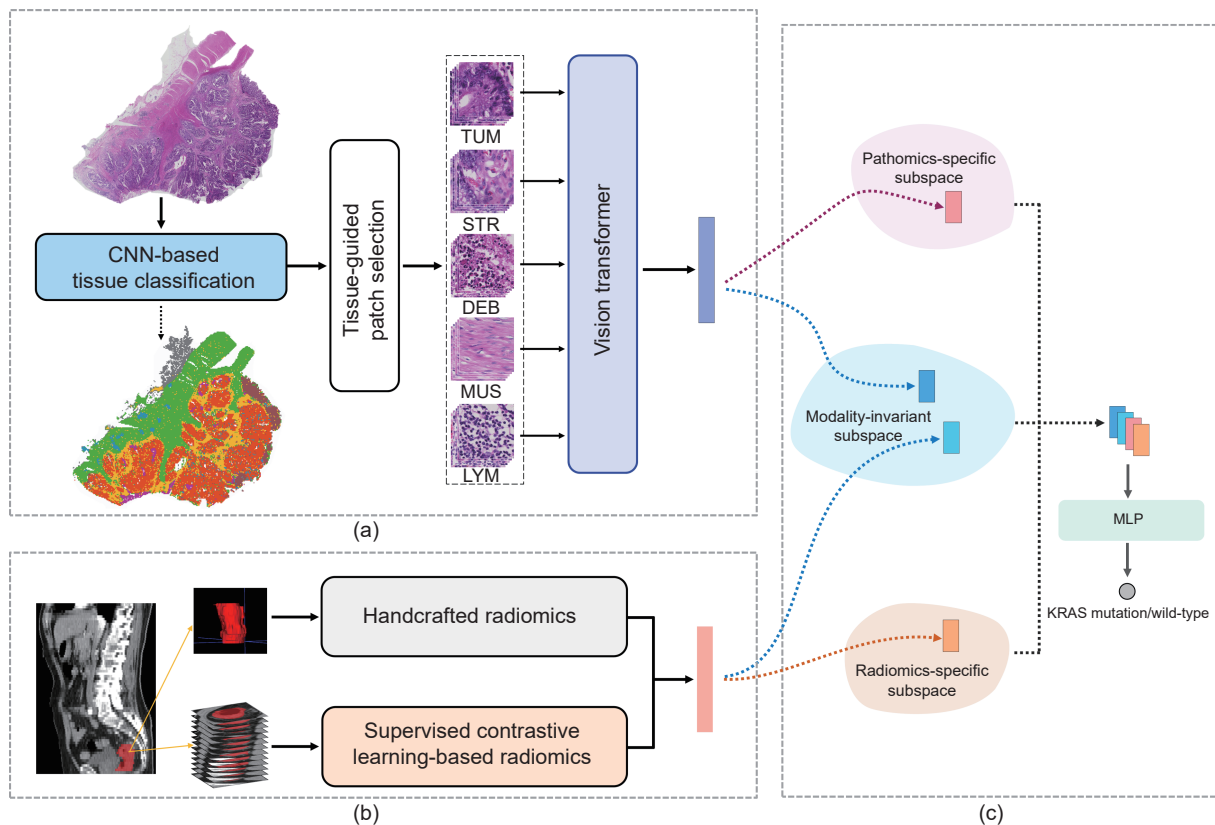 CNN-based
tissue classification
Tissue-guided
patch selection
TUM
STR
DEB
MUS
LYM
Vision transformer
(a)
Handcrafted radiomics
Supervised contrastive
learning-based radiomics
(b)
Pathomics-specific
subspace
Modality-invariant
subspace
Radiomics-specific
subspace
MLP
KRAS mutation/wild-type
(c)